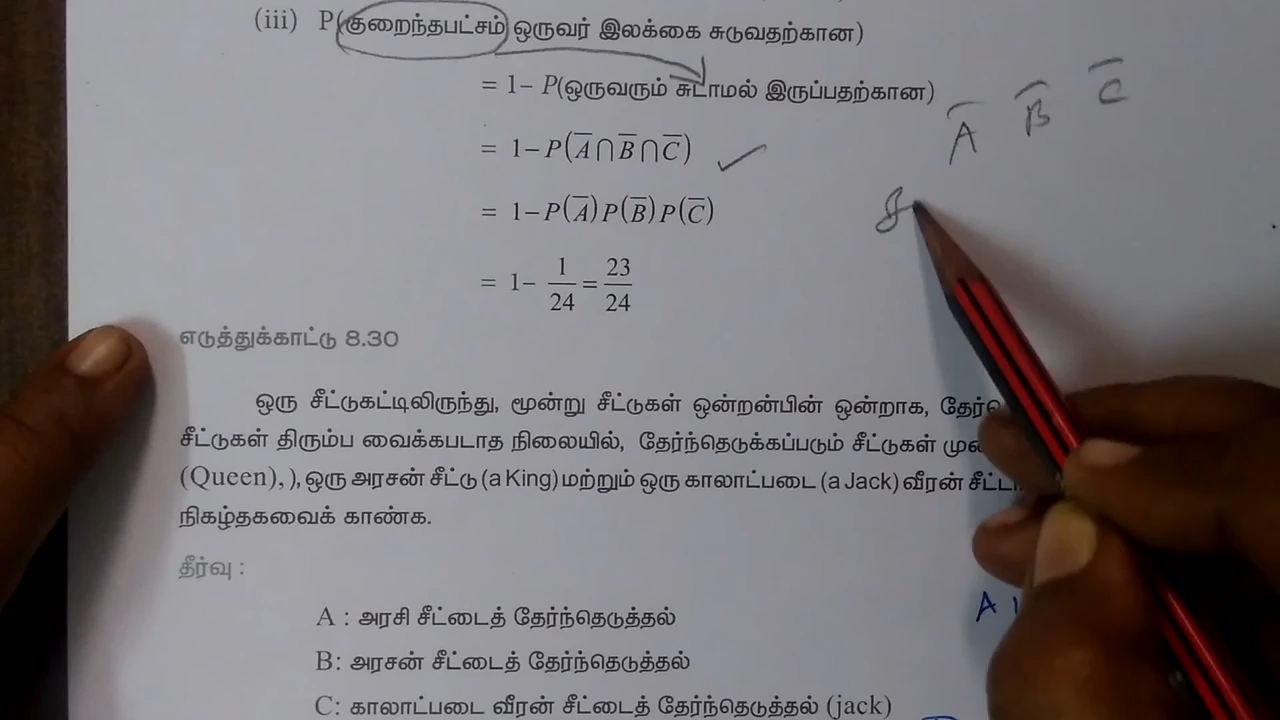 (iii) P(குறைந்தபட்சம் ஒருவர் இலக்கை சுடுவதற்கான)
= 1– P(ஒருவரும் சுடாமல் இருப்பதற்கான)
= 1–P(A̅∩B̅∩C̅)
= 1–P(A̅)P(B̅)P(C̅)
= 1– 1/24 = 23/24
A̅ B̅ C̅
எடுத்துக்காட்டு 8.30
ஒரு சீட்டுகட்டிலிருந்து, மூன்று சீட்டுகள் ஒன்றன்பின் ஒன்றாக,
சீட்டுகள் திரும்ப வைக்கபடாத நிலையில், தேர்ந்தெடுக்கப்படும் சீட்டுகள்
(Queen), ), ஒரு அரசன் சீட்டு (a King) மற்றும் ஒரு காலாட்படை (a Jack) வீரன்
நிகழ்தகவைக் காண்க.
தீர்வு :
A : அரசி சீட்டைத் தேர்ந்தெடுத்தல்
B: அரசன் சீட்டைத் தேர்ந்தெடுத்தல்
C: காலாட்படை வீரன் சீட்டைத் தேர்ந்தெடுத்தல் (jack)
A